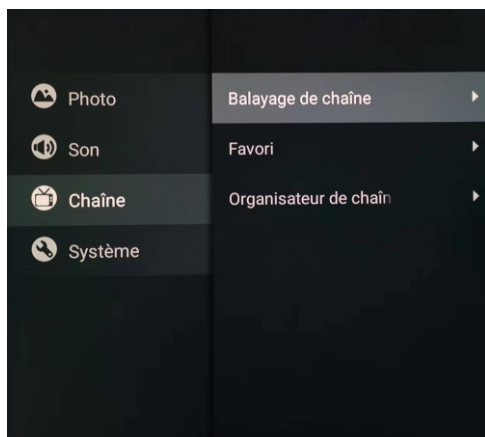 Photo
Son
Chaîne
Système
Balayage de chaîne
Favori
Organisateur de chaîn